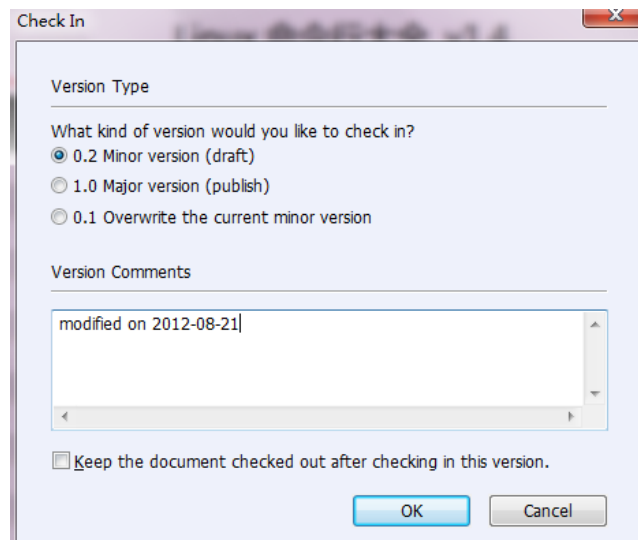 Check In
Version Type
What kind of version would you like to check in?
0.2 Minor version (draft)
1.0 Major version (publish)
0.1 Overwrite the current minor version
Version Comments
modified on 2012-08-21
Keep the document checked out after checking in this version.
OK
Cancel